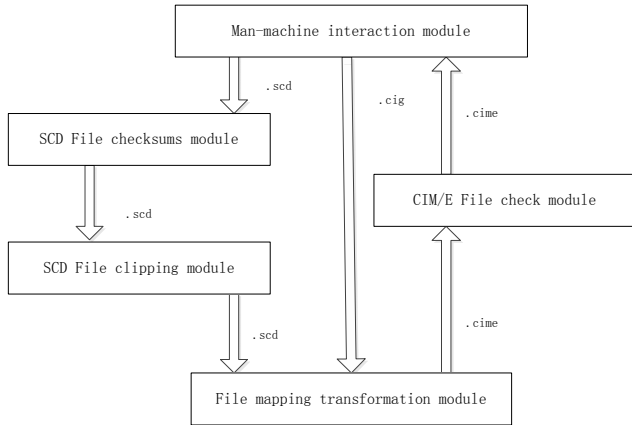 Man-machine interaction module
.scd
.cig
.cime
SCD File checksums module
CIM/E File check module
.scd
SCD File clipping module
.scd
.cime
File mapping transformation module